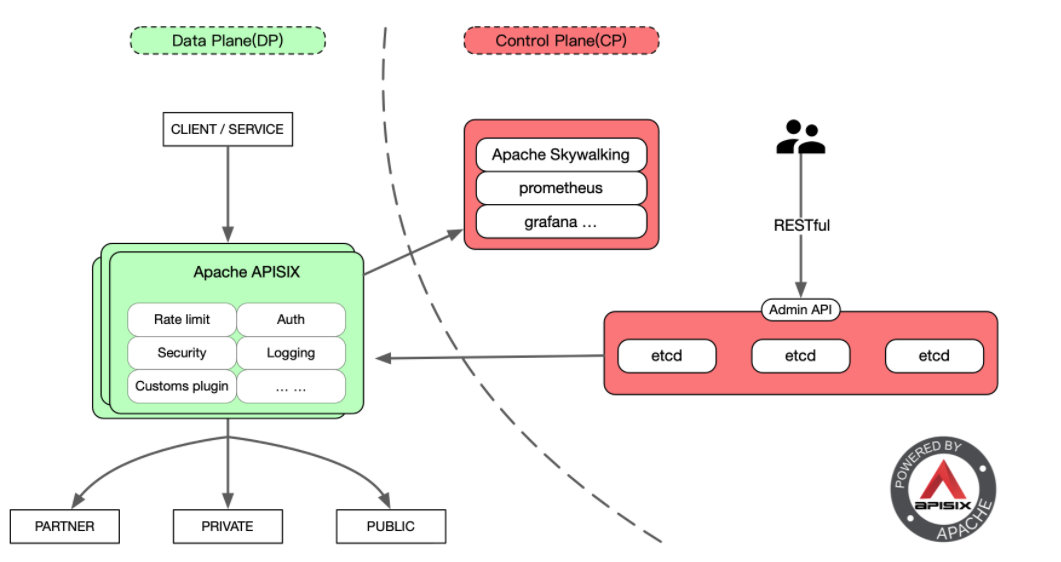 Data Plane(DP)
Control Plane(CP)
CLIENT / SERVICE
Apache Skywalking
prometheus
grafana ...
RESTful
Apache APISIX
Rate limit
Auth
Security
Logging
Customs plugin
... ...
Admin API
etcd
etcd
etcd
PARTNER
PRIVATE
PUBLIC
POWERED BY
APISIX
APACHE